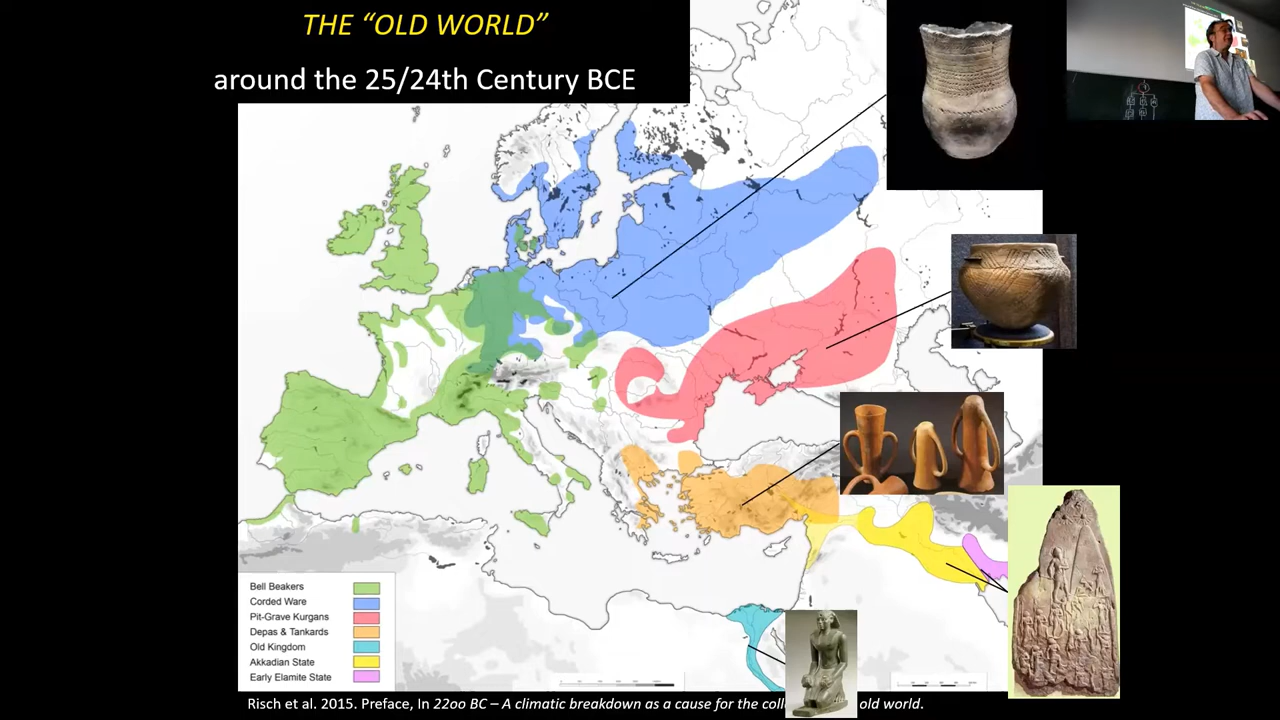 THE “OLD WORLD”
around the 25/24th Century BCE
Bell Beakers
Corded Ware
Pit-Grave Kurgans
Depas & Tankards
Old Kingdom
Akkadian State
Early Elamite State
Risch et al. 2015. Preface, In 22oo BC – A climatic breakdown as a cause for the old world.